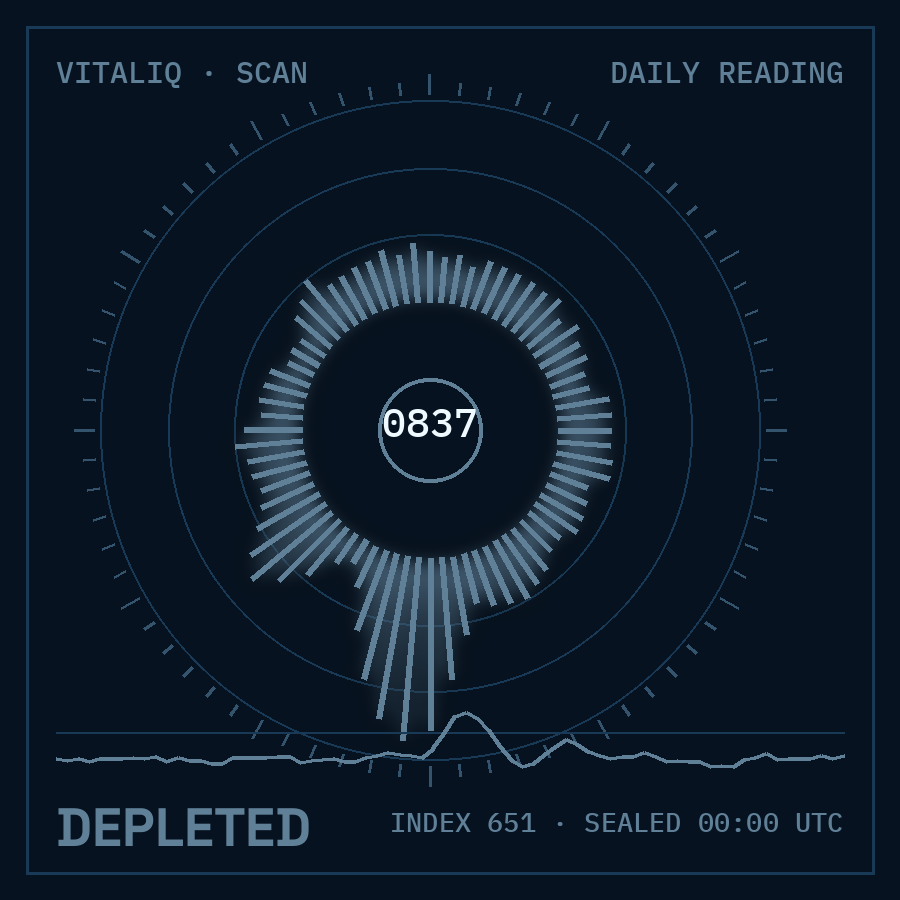 VITALIQ · SCAN
DAILY READING
0837
DEPLETED
INDEX 651 · SEALED 00:00 UTC